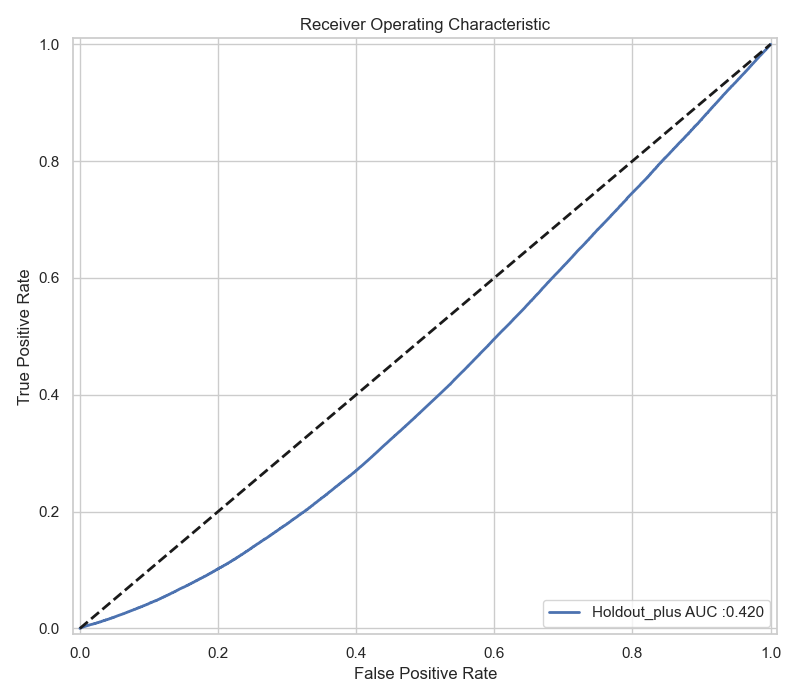 Receiver Operating Characteristic
1.0
0.8
0.6
0.4
0.2
0.0
True Positive Rate
0.0 0.2 0.4 0.6 0.8 1.0
False Positive Rate
Holdout_plus AUC :0.420